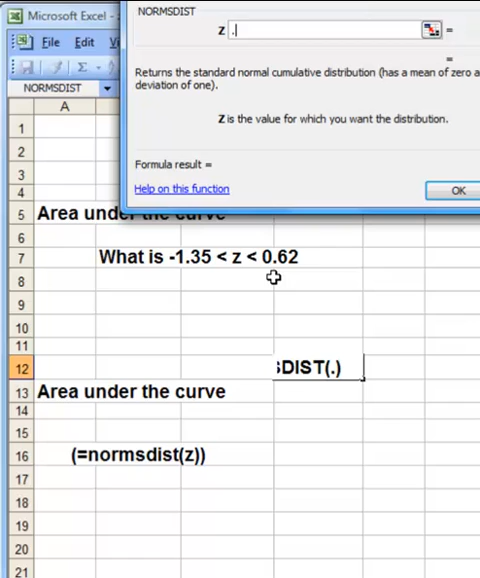 Microsoft Excel -
NORMSDIST
Z .
=
File Edit
=
Returns the standard normal cumulative distribution (has a mean of zero a
deviation of one).
NORMSDIST
Z is the value for which you want the distribution.
A
1
2
Formula result =
3
Help on this function
OK
4
5 Area under the curve
6
7 What is -1.35 < z < 0.62
8
9
10
11
12 SDIST(.)
13 Area under the curve
14
15
16 (=normsdist(z))
17
18
19
20
21